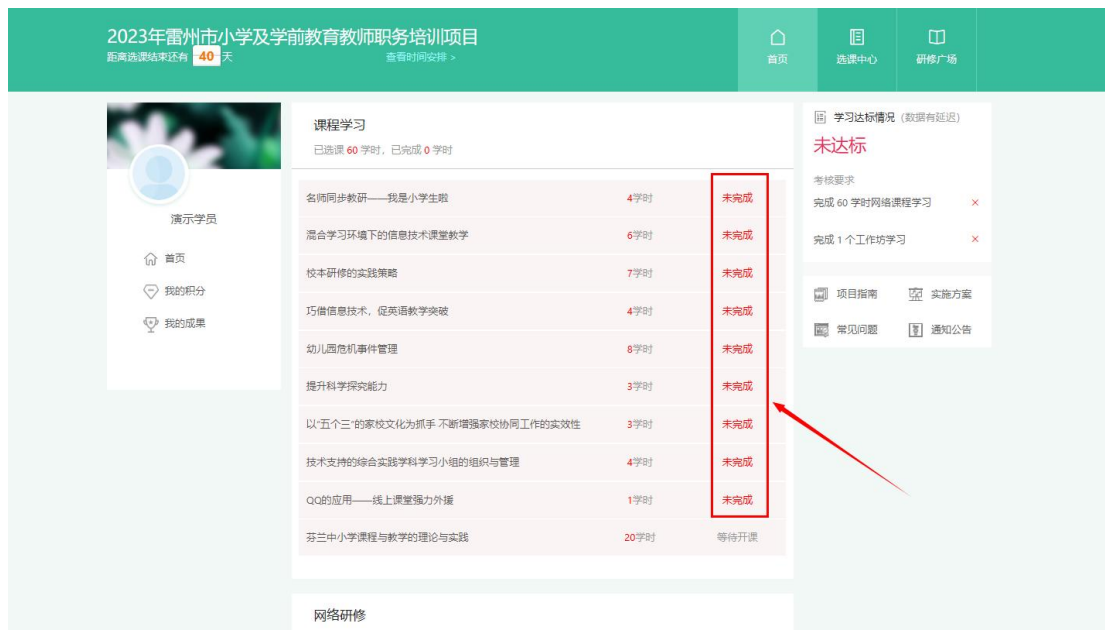 2023年雷州市小学及学前教育教师职务培训项目
距离选课结束还有 40 天 查看时间安排 >
首页
选课中心
研修广场
演示学员
首页
我的积分
我的成果
课程学习
已选课 60 学时，已完成 0 学时
名师同步教研——我是小学生啦 4学时 未完成
混合学习环境下的信息技术课堂教学 6学时 未完成
校本研修的实践策略 7学时 未完成
巧借信息技术，促英语教学突破 4学时 未完成
幼儿园危机事件管理 8学时 未完成
提升科学探究能力 3学时 未完成
以“五个三”的家校文化为抓手 不断增强家校协同工作的实效性 3学时 未完成
技术支持的综合实践学科学习小组的组织与管理 4学时 未完成
QQ的应用——线上课堂强力外援 1学时 未完成
芬兰中小学课程与教学的理论与实践 20学时 等待开课
网络研修
学习达标情况 (数据有延迟)
未达标
考核要求
完成 60 学时网络课程学习 ×
完成 1 个工作坊学习 ×
项目指南 实施方案
常见问题 通知公告